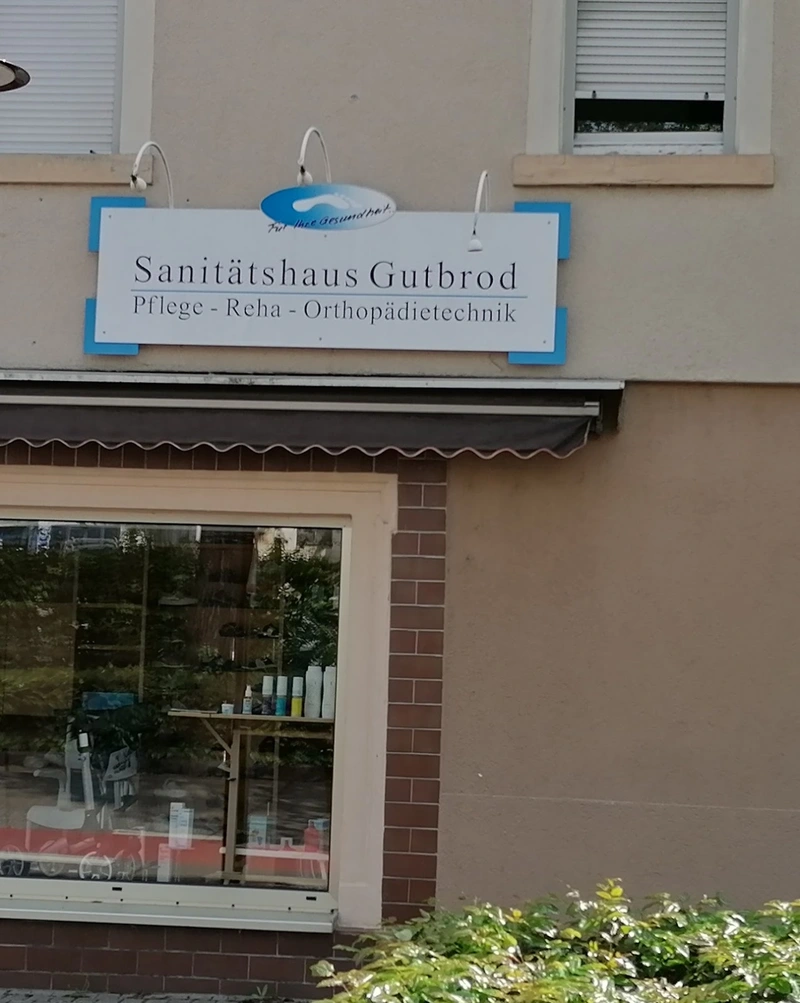 Für Ihre Gesundheit.
Sanitätshaus Gutbrod
Pflege - Reha - Orthopädietechnik